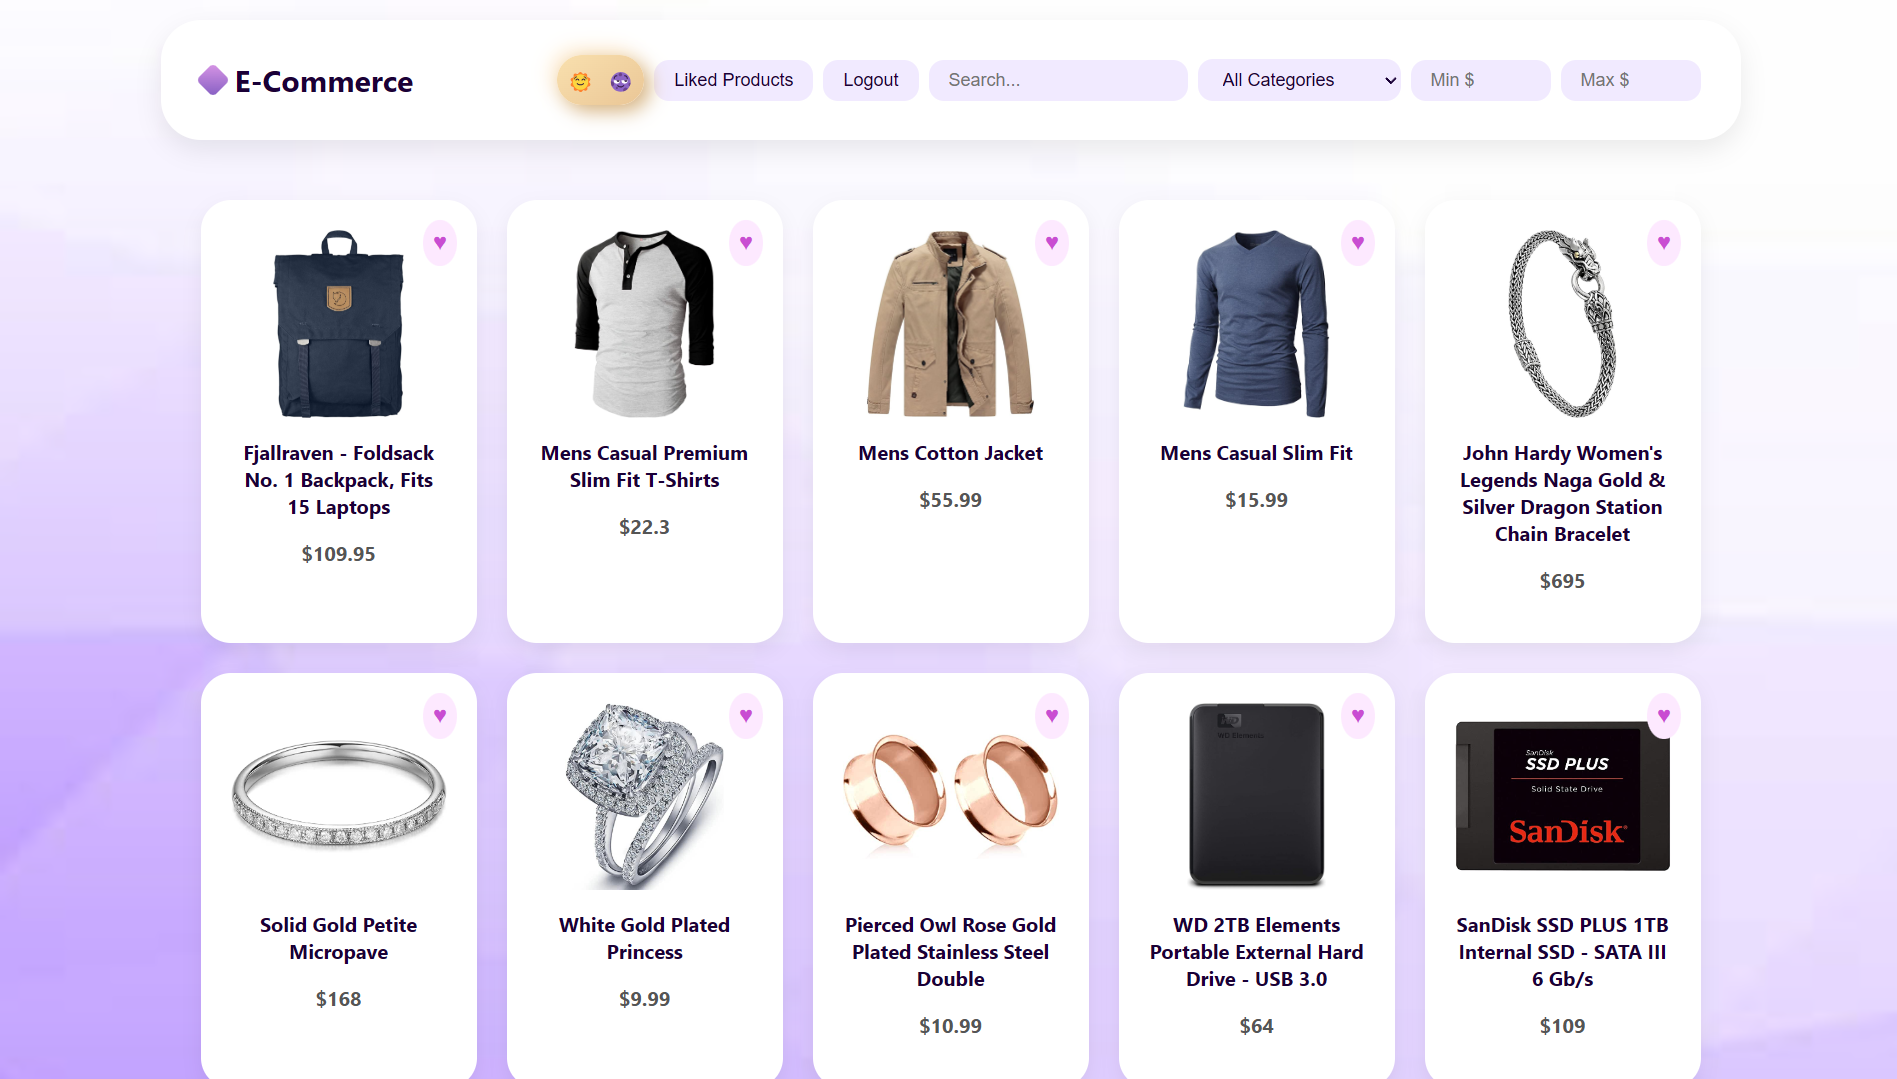 E-Commerce
Liked Products
Logout
Search...
All Categories
Min $
Max $
Fjallraven - Foldsack
No. 1 Backpack, Fits
15 Laptops
$109.95
Mens Casual Premium
Slim Fit T-Shirts
$22.3
Mens Cotton Jacket
$55.99
Mens Casual Slim Fit
$15.99
John Hardy Women's
Legends Naga Gold &
Silver Dragon Station
Chain Bracelet
$695
Solid Gold Petite
Micropave
$168
White Gold Plated
Princess
$9.99
Pierced Owl Rose Gold
Plated Stainless Steel
Double
$10.99
WD
WD Elements
WD 2TB Elements
Portable External Hard
Drive - USB 3.0
$64
SanDisk
SSD PLUS
Solid State Drive
SanDisk
SanDisk SSD PLUS 1TB
Internal SSD - SATA III
6 Gb/s
$109